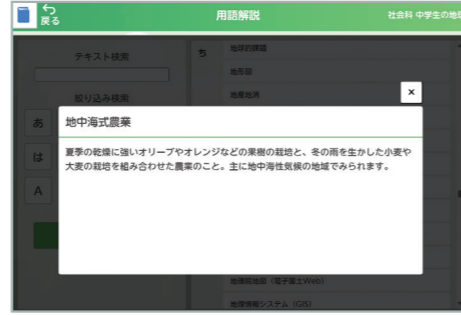 戻る
用語解説
社会科 中学生の地
テキスト検索
絞り込み検索
あ
は
A
ち
地球的課題
地形図
地産地消
×
地中海式農業
夏季の乾燥に強いオリーブやオレンジなどの果樹の栽培と、冬の雨を生かした小麦や
大麦の栽培を組み合わせた農業のこと。主に地中海性気候の地域でみられます。
地理院地図（電子国土Web）
地理情報システム（GIS）